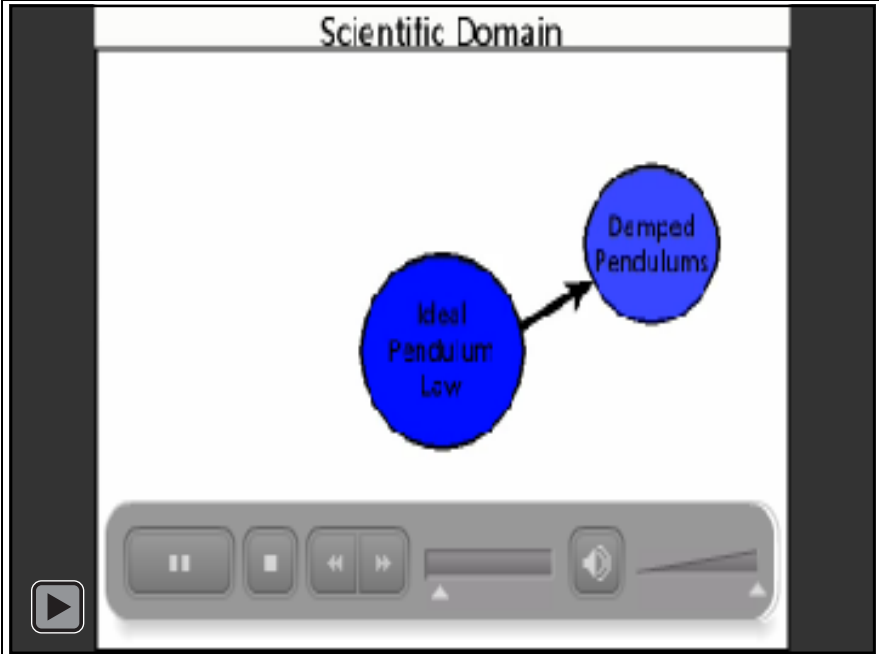 Scientific Domain
Damped
Pendulums
Ideal
Pendulum
Law